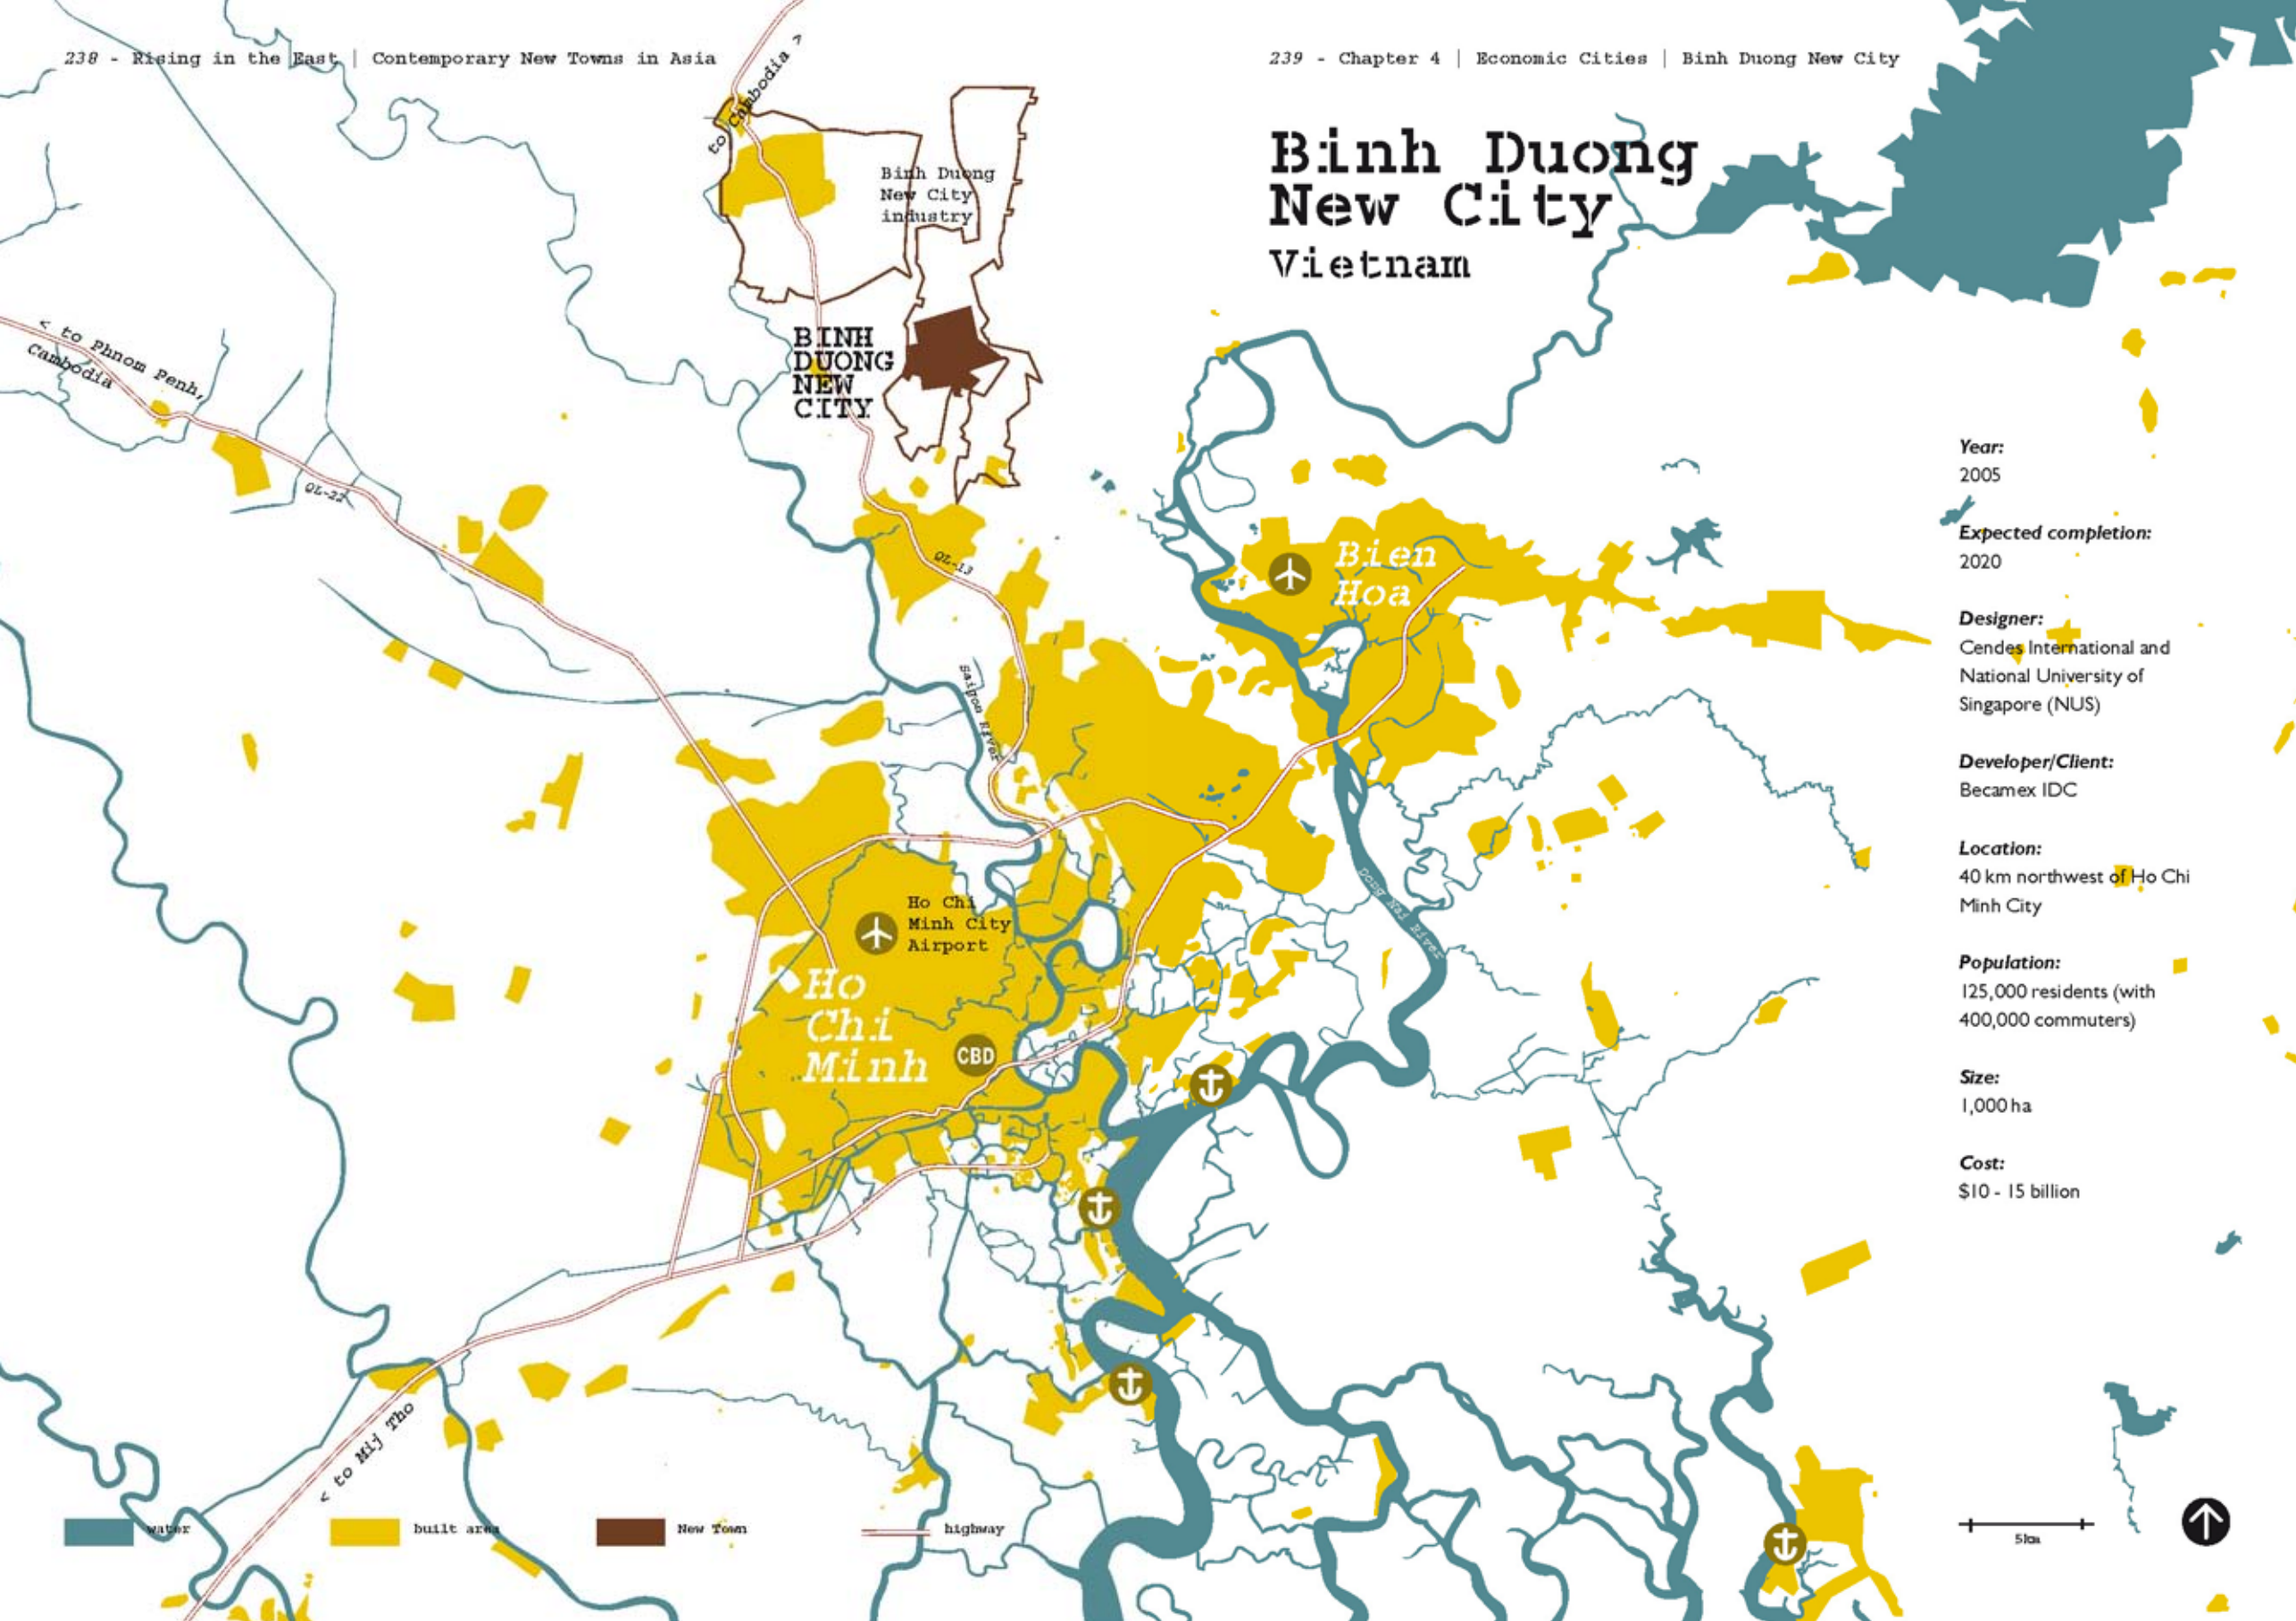 238 - Rising in the East | Contemporary New Towns in Asia
239 - Chapter 4 | Economic Cities | Binh Duong New City
Binh Duong
New City
Vietnam
to Cambodia >
Binh Duong
New City
industry
BINH
DUONG
NEW
CITY
< to Phnom Penh,
Cambodia
QL-22
QL-13
Bien
Hoa
Saigon River
Dong Nai River
Ho Chi
Minh City
Airport
Ho
Chi
Minh
CBD
< to Mij Tho
Year:
2005
Expected completion:
2020
Designer:
Cendes International and
National University of
Singapore (NUS)
Developer/Client:
Becamex IDC
Location:
40 km northwest of Ho Chi
Minh City
Population:
125,000 residents (with
400,000 commuters)
Size:
1,000 ha
Cost:
$10 - 15 billion
water
built area
New Town
highway
5km